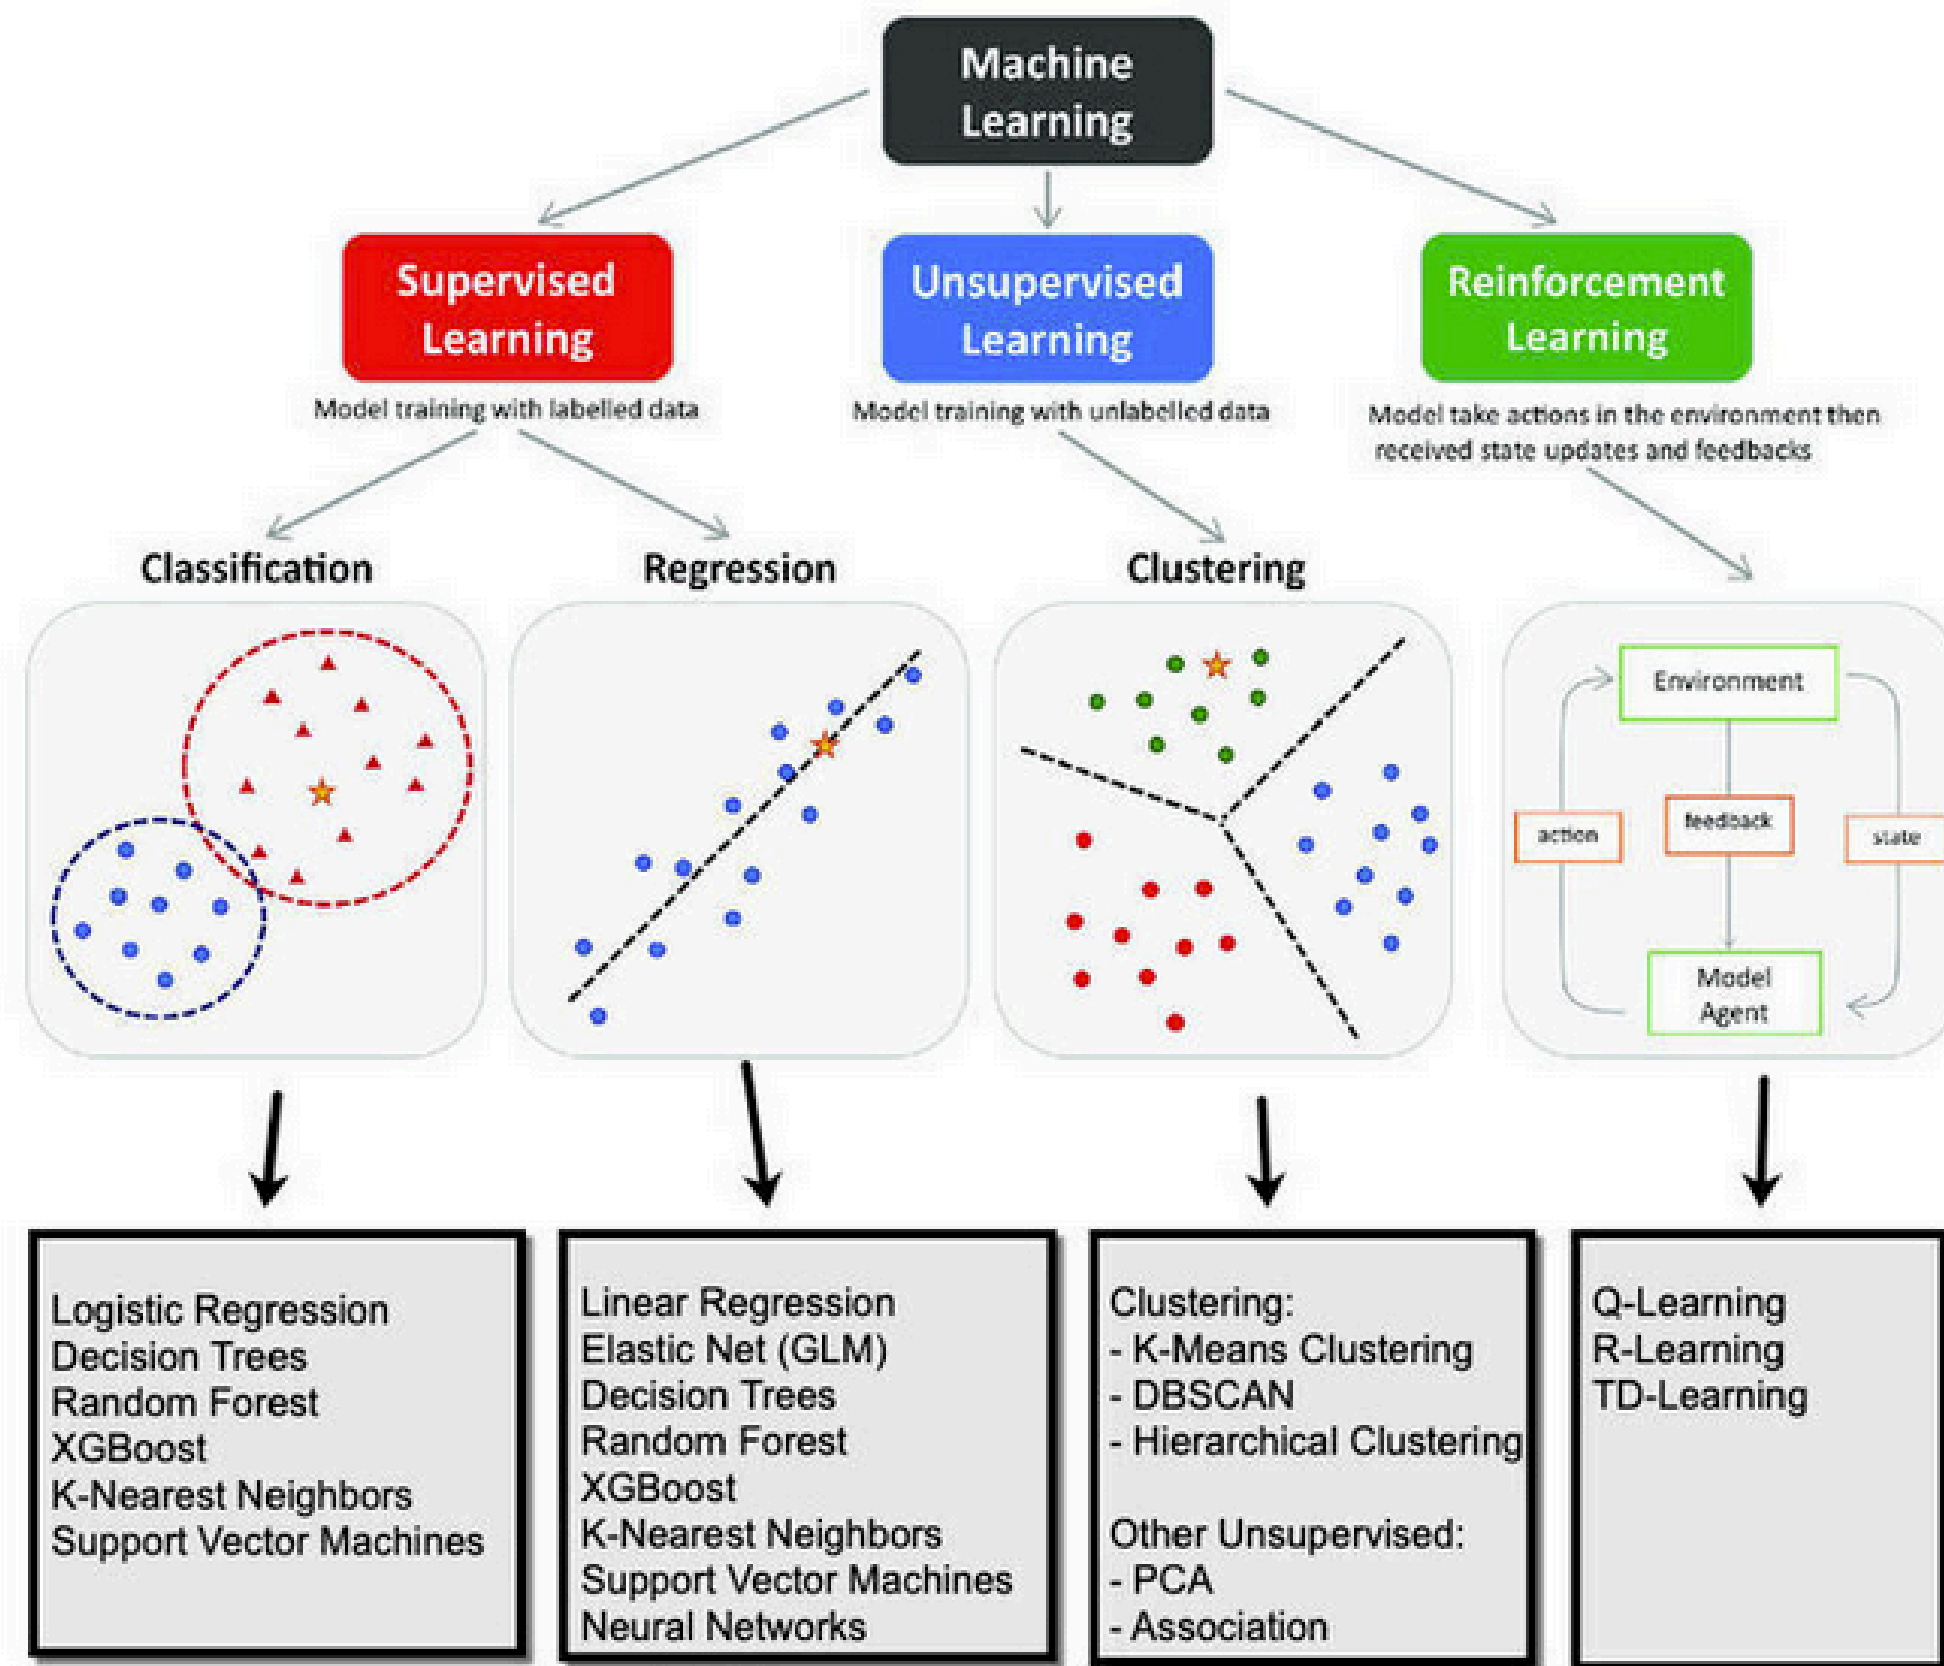 Machine
Learning
Supervised
Learning
Unsupervised
Learning
Reinforcement
Learning
Model training with labelled data
Model training with unlabelled data
Model take actions in the environment then
received state updates and feedbacks
Classification
Regression
Clustering
Environment
action
feedback
state
Model
Agent
Logistic Regression
Decision Trees
Random Forest
XGBoost
K-Nearest Neighbors
Support Vector Machines
Linear Regression
Elastic Net (GLM)
Decision Trees
Random Forest
XGBoost
K-Nearest Neighbors
Support Vector Machines
Neural Networks
Clustering:
- K-Means Clustering
- DBSCAN
- Hierarchical Clustering
Other Unsupervised:
- PCA
- Association
Q-Learning
R-Learning
TD-Learning